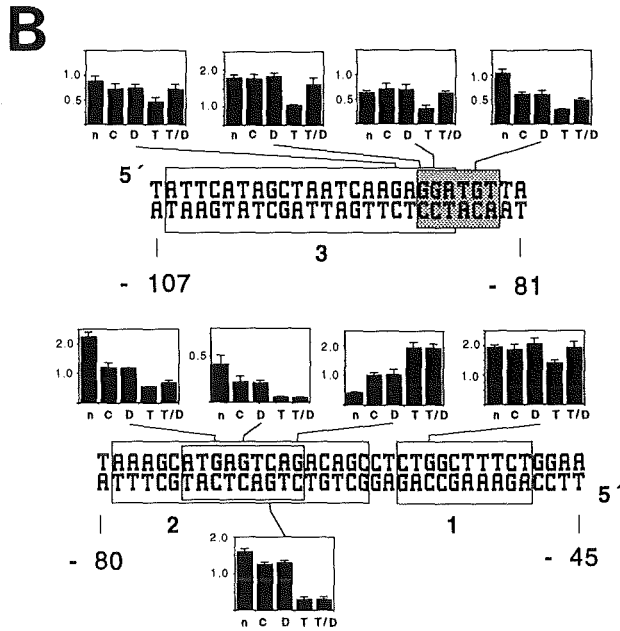 B
1.0
0.5
n C D T T/D
2.0
1.0
n C D T T/D
1.0
0.5
n C D T T/D
1.0
0.5
n C D T T/D
5´
TATTCATAGCTAATCAAGAGGATGTTA
ATAAGTATCGATTAGTTCTCCTACAAT
3
- 107
- 81
2.0
1.0
n C D T T/D
0.5
n C D T T/D
2.0
1.0
n C D T T/D
2.0
1.0
n C D T T/D
TAAAGCATGAGTCAGACAGCCTCTGGCTTTCTGGAA
ATTTCGTACTCAGTCTGTCGGAGACCGAAAGACCTT
5´
2
1
- 80
- 45
2.0
1.0
n C D T T/D